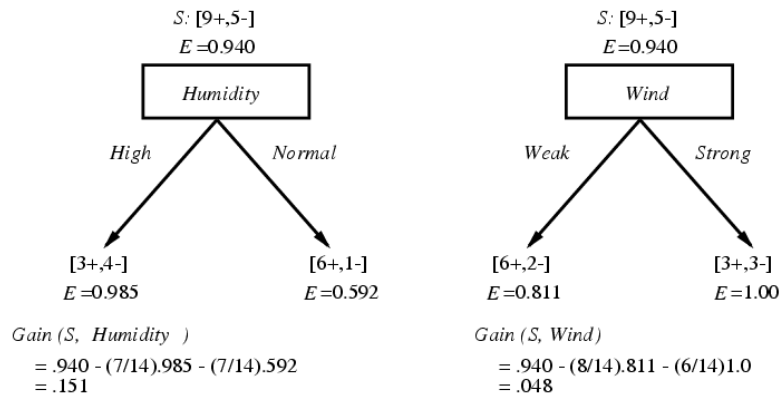 S: [9+,5-]
E =0.940
Humidity
High
Normal
[3+,4-]
E =0.985
[6+,1-]
E =0.592
Gain (S, Humidity )
= .940 - (7/14).985 - (7/14).592
= .151
S: [9+,5-]
E =0.940
Wind
Weak
Strong
[6+,2-]
E =0.811
[3+,3-]
E =1.00
Gain (S, Wind)
= .940 - (8/14).811 - (6/14)1.0
= .048